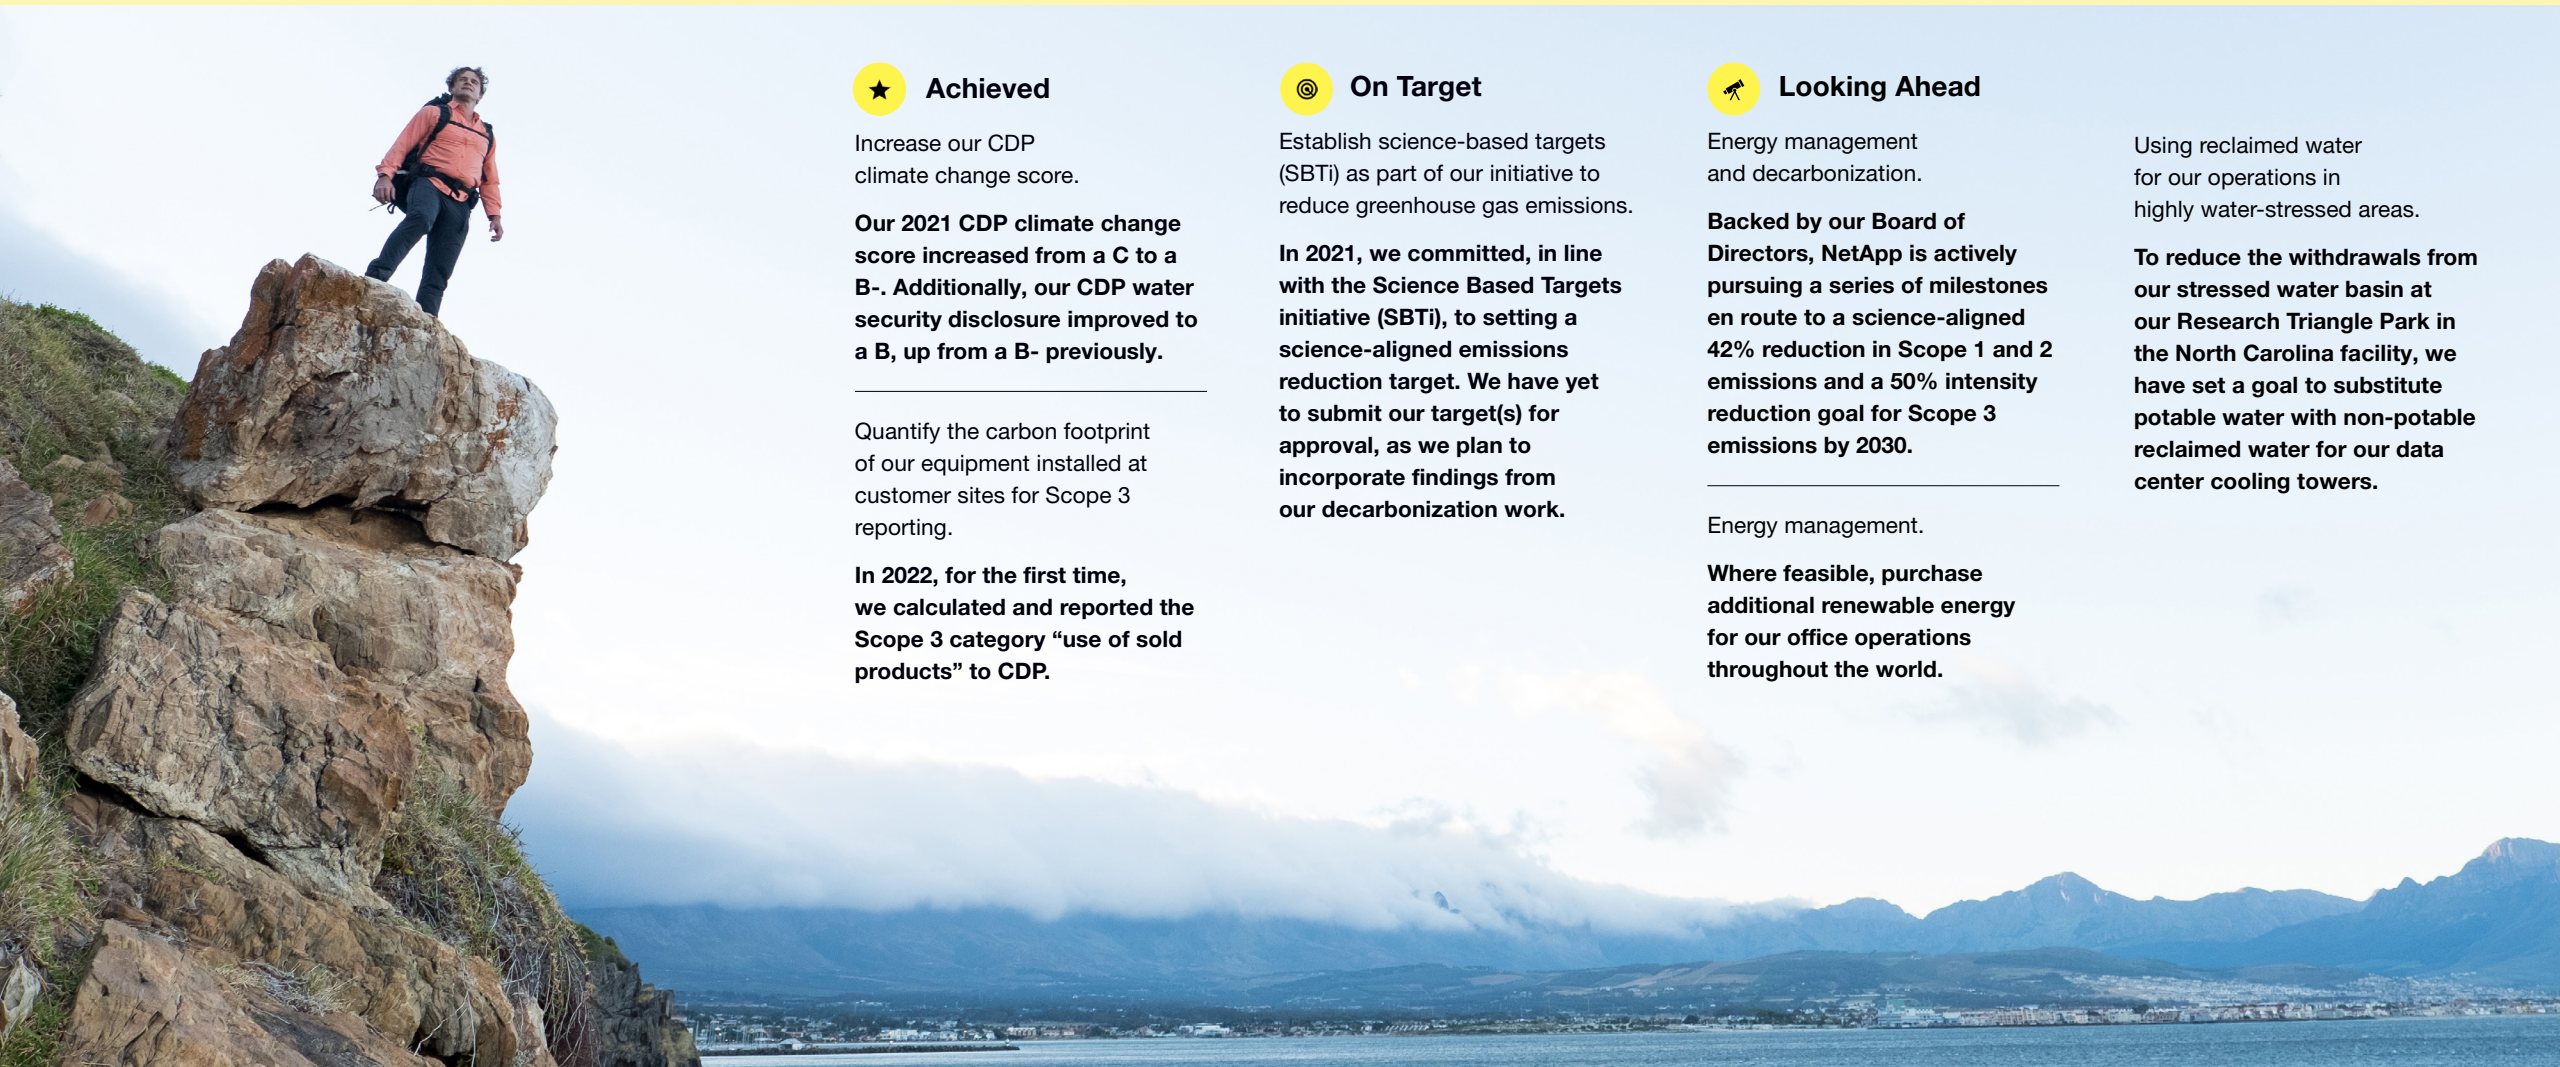 Achieved
Increase our CDP
climate change score.
Our 2021 CDP climate change
score increased from a C to a
B-. Additionally, our CDP water
security disclosure improved to
a B, up from a B- previously.
Quantify the carbon footprint
of our equipment installed at
customer sites for Scope 3
reporting.
In 2022, for the first time,
we calculated and reported the
Scope 3 category “use of sold
products” to CDP.
On Target
Establish science-based targets
(SBTi) as part of our initiative to
reduce greenhouse gas emissions.
In 2021, we committed, in line
with the Science Based Targets
initiative (SBTi), to setting a
science-aligned emissions
reduction target. We have yet
to submit our target(s) for
approval, as we plan to
incorporate findings from
our decarbonization work.
Looking Ahead
Energy management
and decarbonization.
Backed by our Board of
Directors, NetApp is actively
pursuing a series of milestones
en route to a science-aligned
42% reduction in Scope 1 and 2
emissions and a 50% intensity
reduction goal for Scope 3
emissions by 2030.
Energy management.
Where feasible, purchase
additional renewable energy
for our office operations
throughout the world.
Using reclaimed water
for our operations in
highly water-stressed areas.
To reduce the withdrawals from
our stressed water basin at
our Research Triangle Park in
the North Carolina facility, we
have set a goal to substitute
potable water with non-potable
reclaimed water for our data
center cooling towers.